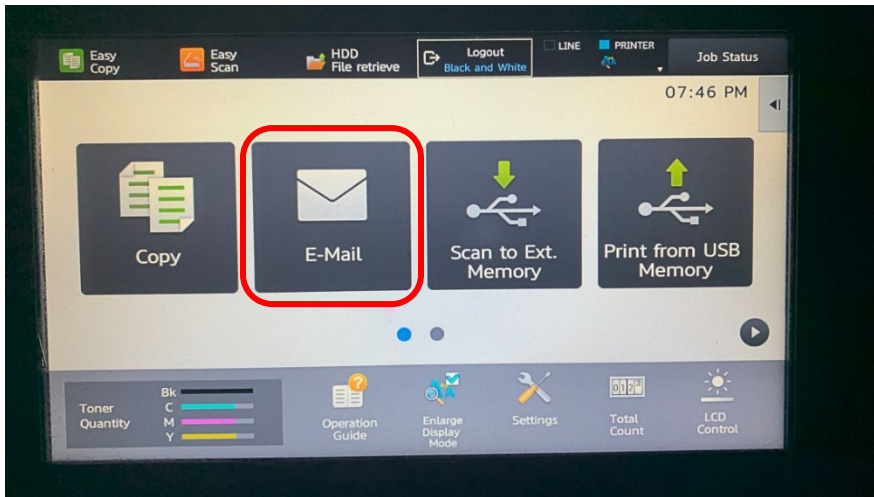 Easy
Copy
Easy
Scan
HDD
File retrieve
Logout
Black and White
LINE
PRINTER
Job Status
07:46 PM
Copy
E-Mail
Scan to Ext.
Memory
Print from USB
Memory
Toner
Quantity
Bk
C
M
Y
Operation
Guide
Enlarge
Display
Mode
Settings
0123
Total
Count
LCD
Control